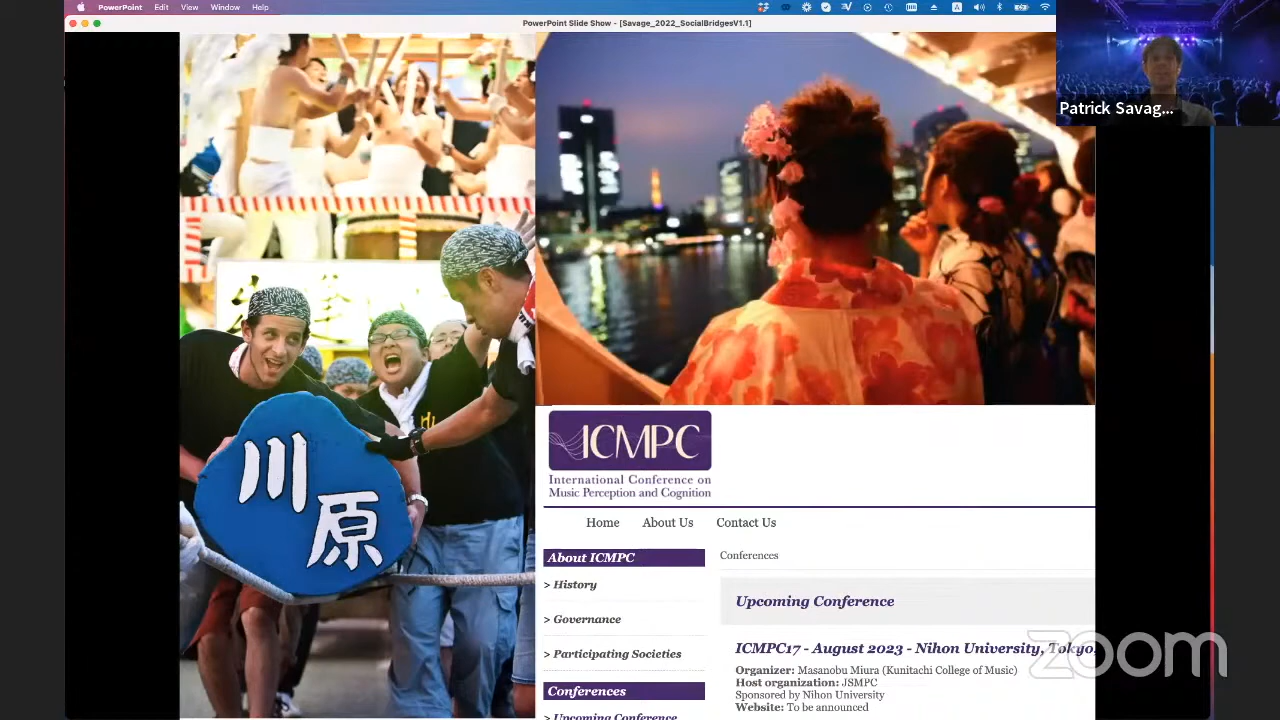 PowerPoint Edit View Window Help
PowerPoint Slide Show - [Savage_2022_SocialBridgesV1.1]
Patrick Savag...
川
原
ICMPC
International Conference on
Music Perception and Cognition
Home About Us Contact Us
About ICMPC
> History
> Governance
> Participating Societies
Conferences
> Upcoming Conference
Conferences
Upcoming Conference
ICMPC17 - August 2023 - Nihon University, Tokyo,
Organizer: Masanobu Miura (Kunitachi College of Music)
Host organization: JSMPC
Sponsored by Nihon University
Website: To be announced
zoom